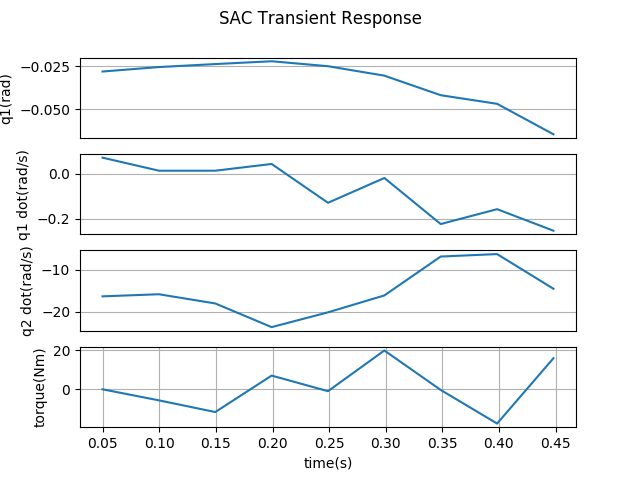 SAC Transient Response
−0.025
−0.050
q1(rad)
0.0
−0.2
q1 dot(rad/s)
−10
−20
q2 dot(rad/s)
20
0
torque(Nm)
0.05 0.10 0.15 0.20 0.25 0.30 0.35 0.40 0.45
time(s)